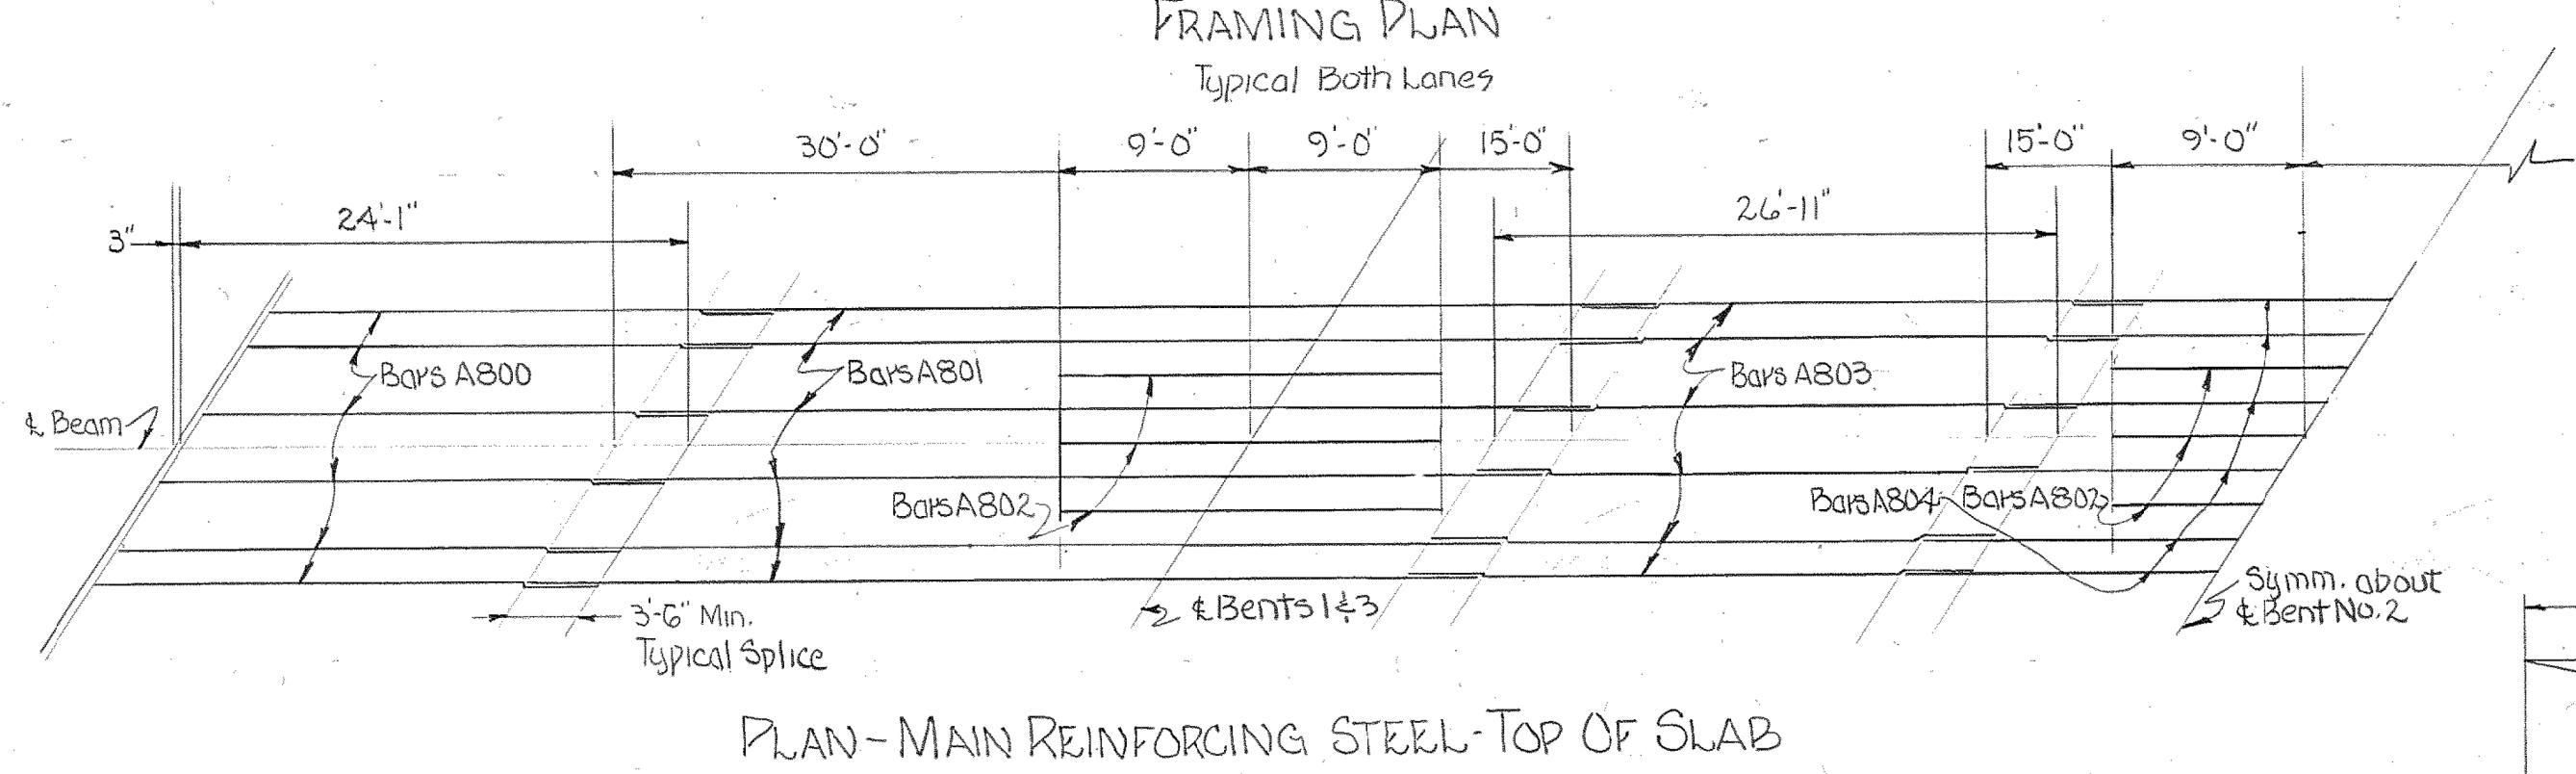 FRAMING PLAN
Typical Both Lanes
30'-0"
9'-0"
9'-0"
15'-0"
15'-0"
9'-0"
3"
24'-1"
26'-11"
℄ Beam
Bars A800
Bars A801
Bars A803
Bars A802
Bars A804
Bars A802
3'-6" Min.
Typical Splice
℄ Bents 1 & 3
Symm. about
℄ Bent No. 2
PLAN - MAIN REINFORCING STEEL - TOP OF SLAB